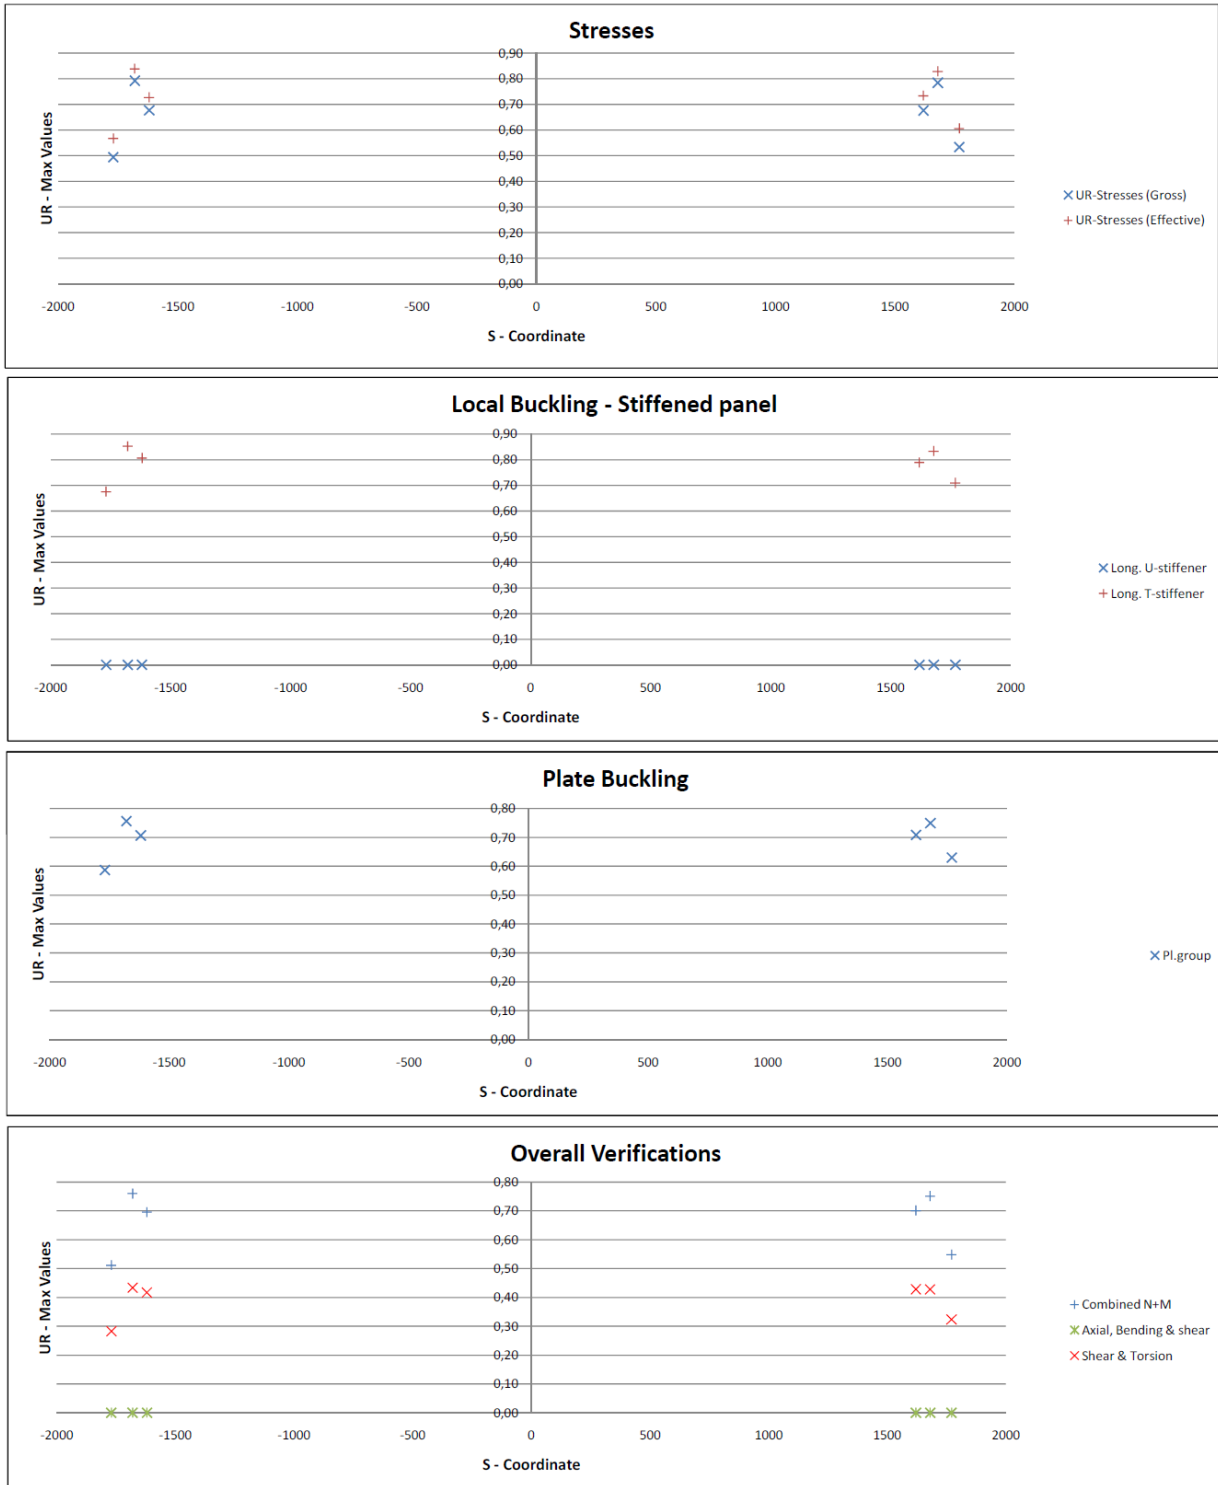 Stresses
0,90
0,80
0,70
0,60
0,50
0,40
0,30
0,20
0,10
0,00
-2000 -1500 -1000 -500 0 500 1000 1500 2000
UR - Max Values
S - Coordinate
UR-Stresses (Gross)
UR-Stresses (Effective)
Local Buckling - Stiffened panel
0,90
0,80
0,70
0,60
0,50
0,40
0,30
0,20
0,10
0,00
-2000 -1500 -1000 -500 0 500 1000 1500 2000
UR - Max Values
S - Coordinate
Long. U-stiffener
Long. T-stiffener
Plate Buckling
0,80
0,70
0,60
0,50
0,40
0,30
0,20
0,10
0,00
-2000 -1500 -1000 -500 0 500 1000 1500 2000
UR - Max Values
S - Coordinate
Pl.group
Overall Verifications
0,80
0,70
0,60
0,50
0,40
0,30
0,20
0,10
0,00
-2000 -1500 -1000 -500 0 500 1000 1500 2000
UR - Max Values
S - Coordinate
Combined N+M
Axial, Bending & shear
Shear & Torsion